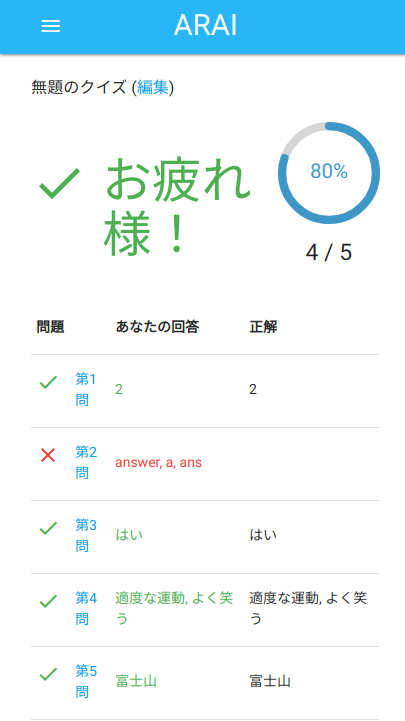 ARAI
無題のクイズ (編集)
お疲れ
様！
80%
4 / 5
問題 あなたの回答 正解
第1
問
2 2
第2
問
answer, a, ans
第3
問
はい はい
第4
問
適度な運動, よく笑
う
適度な運動, よく笑
う
第5
問
富士山 富士山